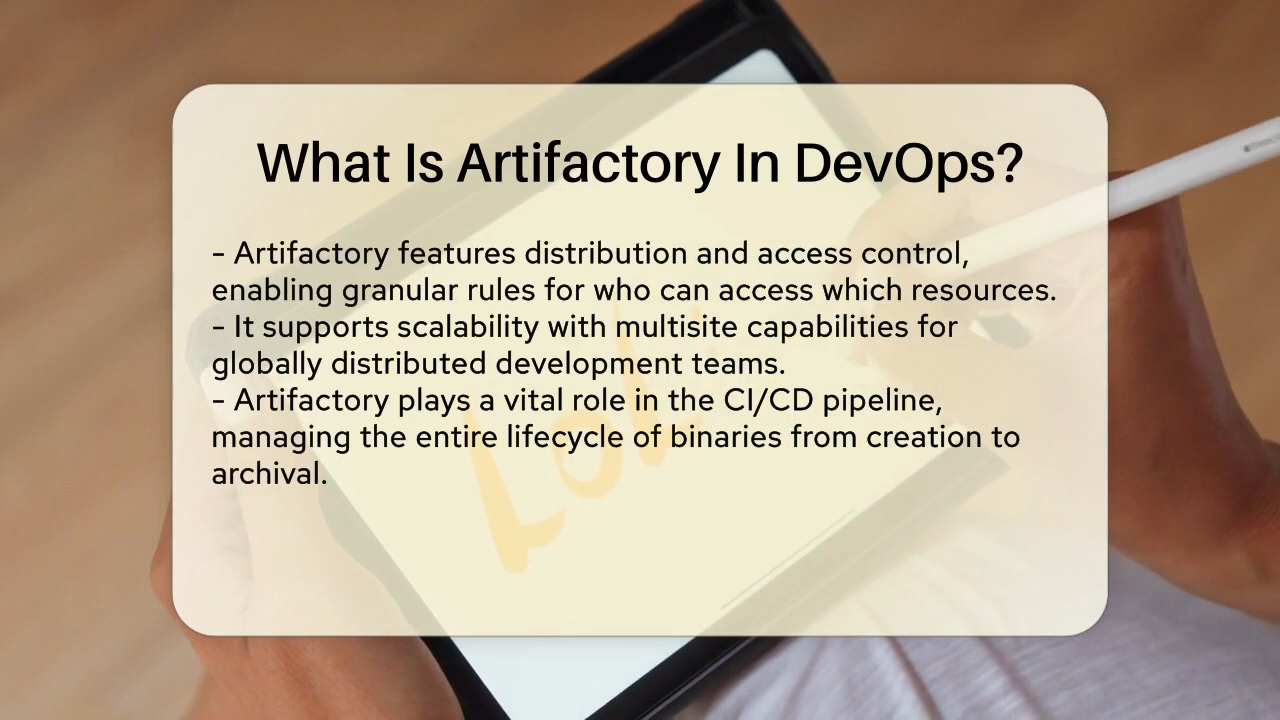 What Is Artifactory In DevOps?
- Artifactory features distribution and access control,
enabling granular rules for who can access which resources.
- It supports scalability with multisite capabilities for
globally distributed development teams.
- Artifactory plays a vital role in the CI/CD pipeline,
managing the entire lifecycle of binaries from creation to
archival.